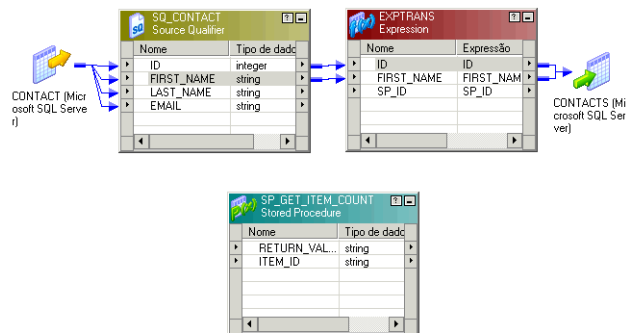 SQ_CONTACT
Source Qualifier
Nome Tipo de dadc
ID integer
FIRST_NAME string
LAST_NAME string
EMAIL string
EXPTRANS
Expression
Nome Expressão
ID ID
FIRST_NAME FIRST_NAM
SP_ID SP_ID
CONTACT (Micr
osoft SQL Serve
r)
CONTACTS (Mi
crosoft SQL Ser
ver)
SP_GET_ITEM_COUNT
Stored Procedure
Nome Tipo de dadc
RETURN_VAL... string
ITEM_ID string